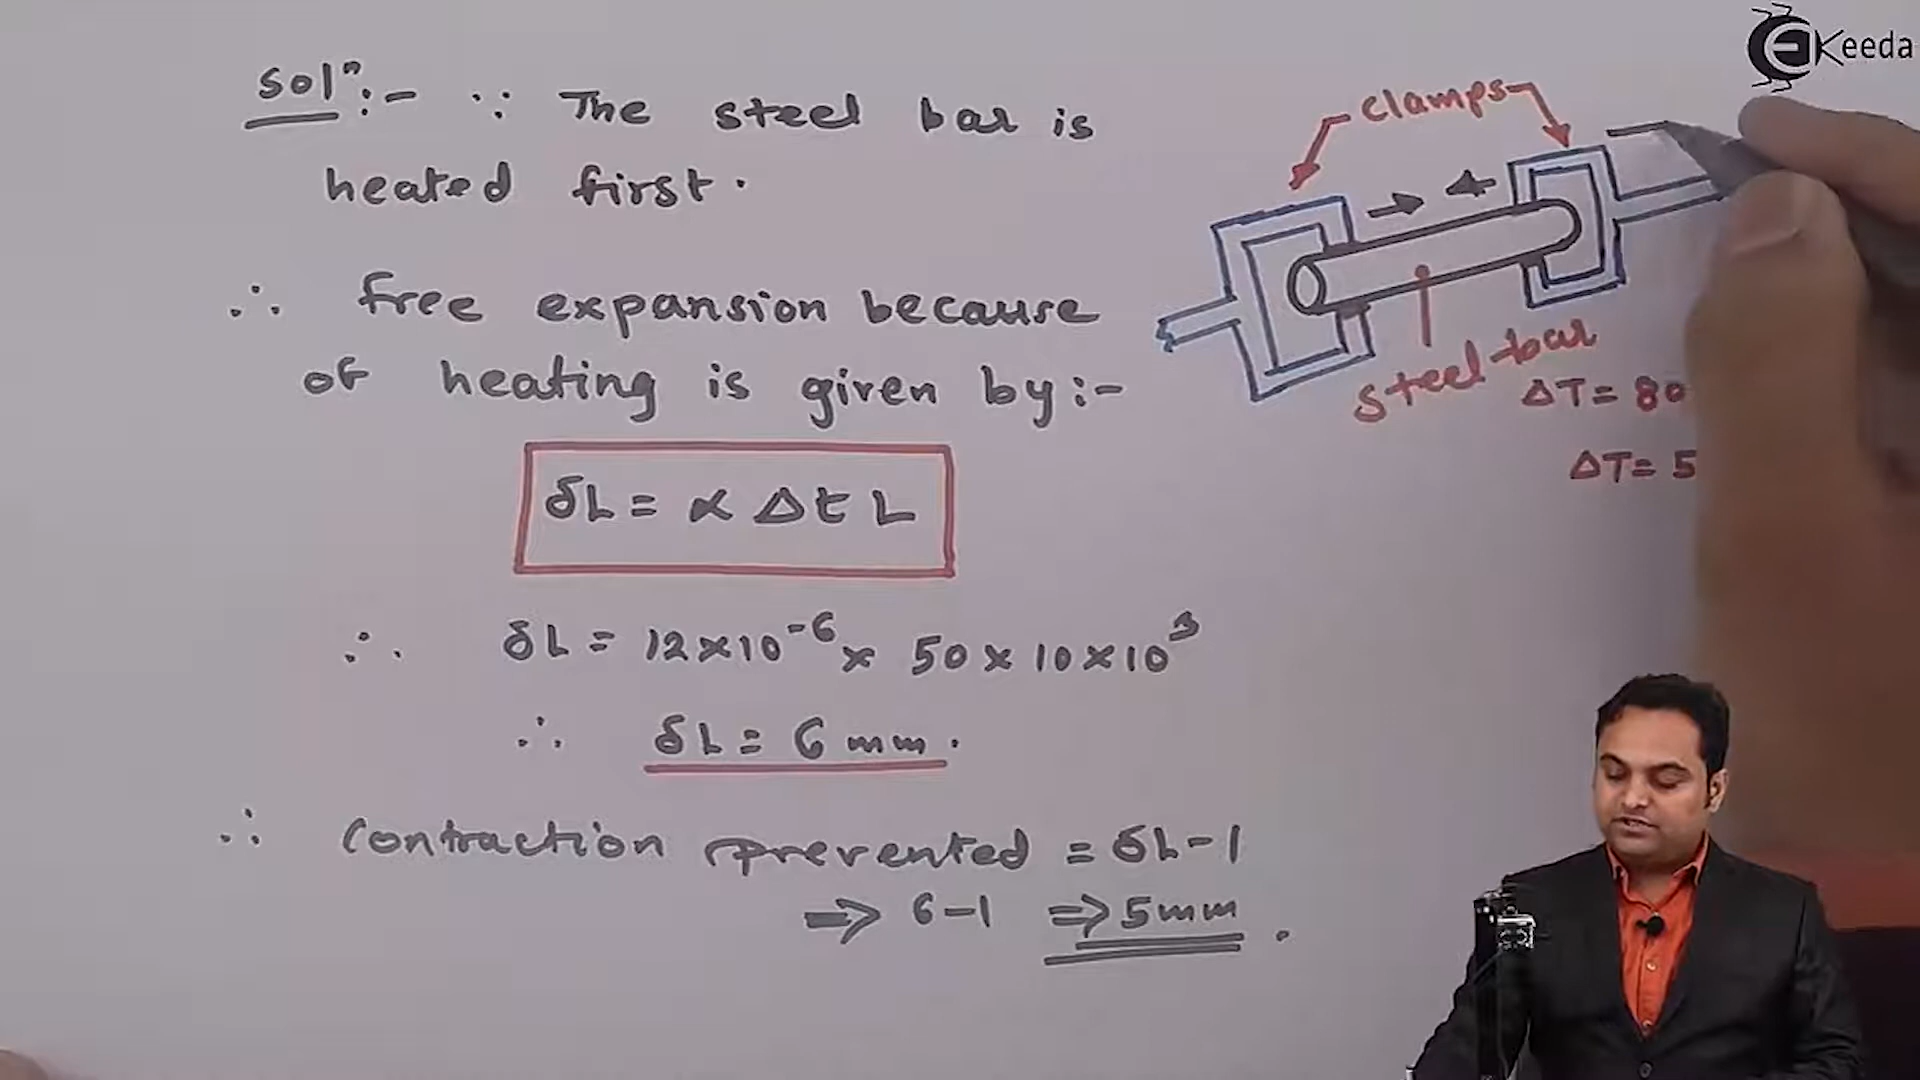 Ekeeda
Solⁿ :- ∵ The steel bar is
heated first.
∴ free expansion because
of heating is given by :-
δL = α Δt L
∴ δL = 12×10⁻⁶ × 50 × 10 × 10³
∴ δL = 6 mm.
∴ Contraction prevented = δL - 1
⇒ 6 - 1 ⇒ 5mm.
clamps
steel bar
ΔT = 80
ΔT = 5